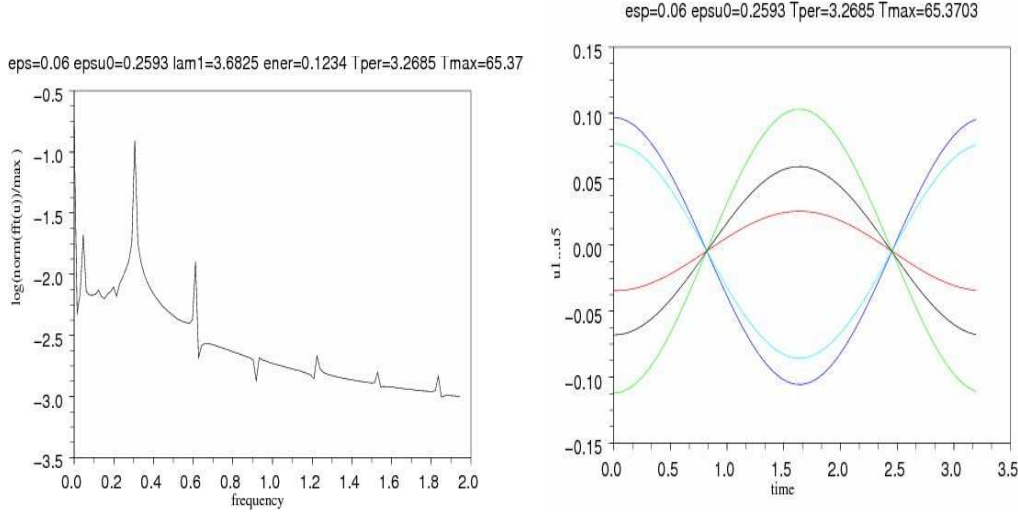 eps=0.06 epsu0=0.2593 lam1=3.6825 ener=0.1234 Tper=3.2685 Tmax=65.37
log(norm(fft(u))/max )
−0.5
−1.0
−1.5
−2.0
−2.5
−3.0
−3.5
0.0 0.2 0.4 0.6 0.8 1.0 1.2 1.4 1.6 1.8 2.0
frequency
esp=0.06 epsu0=0.2593 Tper=3.2685 Tmax=65.3703
u1...u5
0.15
0.10
0.05
0.00
−0.05
−0.10
−0.15
0.0 0.5 1.0 1.5 2.0 2.5 3.0 3.5
time